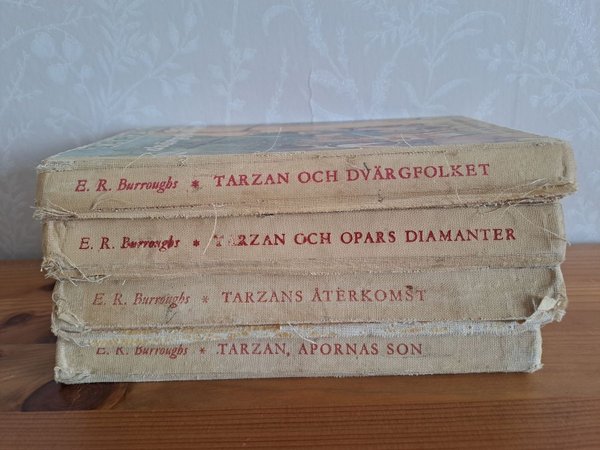 E. R. Burroughs * TARZAN OCH DVÄRGFOLKET
E. R. Burroughs * TARZAN OCH OPARS DIAMANTER
E. R. Burroughs * TARZANS ÅTERKOMST
E. R. Burroughs * TARZAN, APORNAS SON